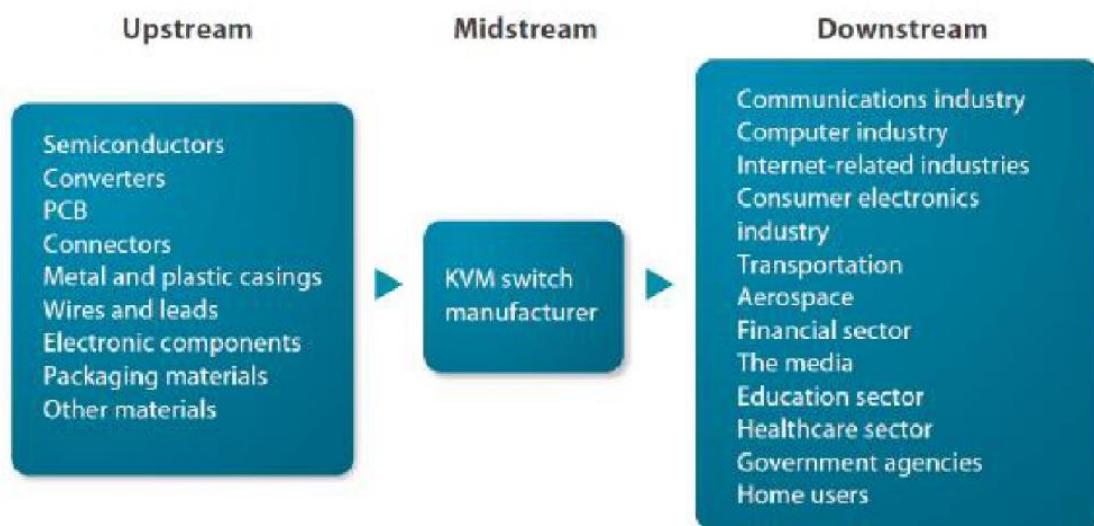 Upstream
Midstream
Downstream
Semiconductors
Converters
PCB
Connectors
Metal and plastic casings
Wires and leads
Electronic components
Packaging materials
Other materials
KVM switch
manufacturer
Communications industry
Computer industry
Internet-related industries
Consumer electronics
industry
Transportation
Aerospace
Financial sector
The media
Education sector
Healthcare sector
Government agencies
Home users